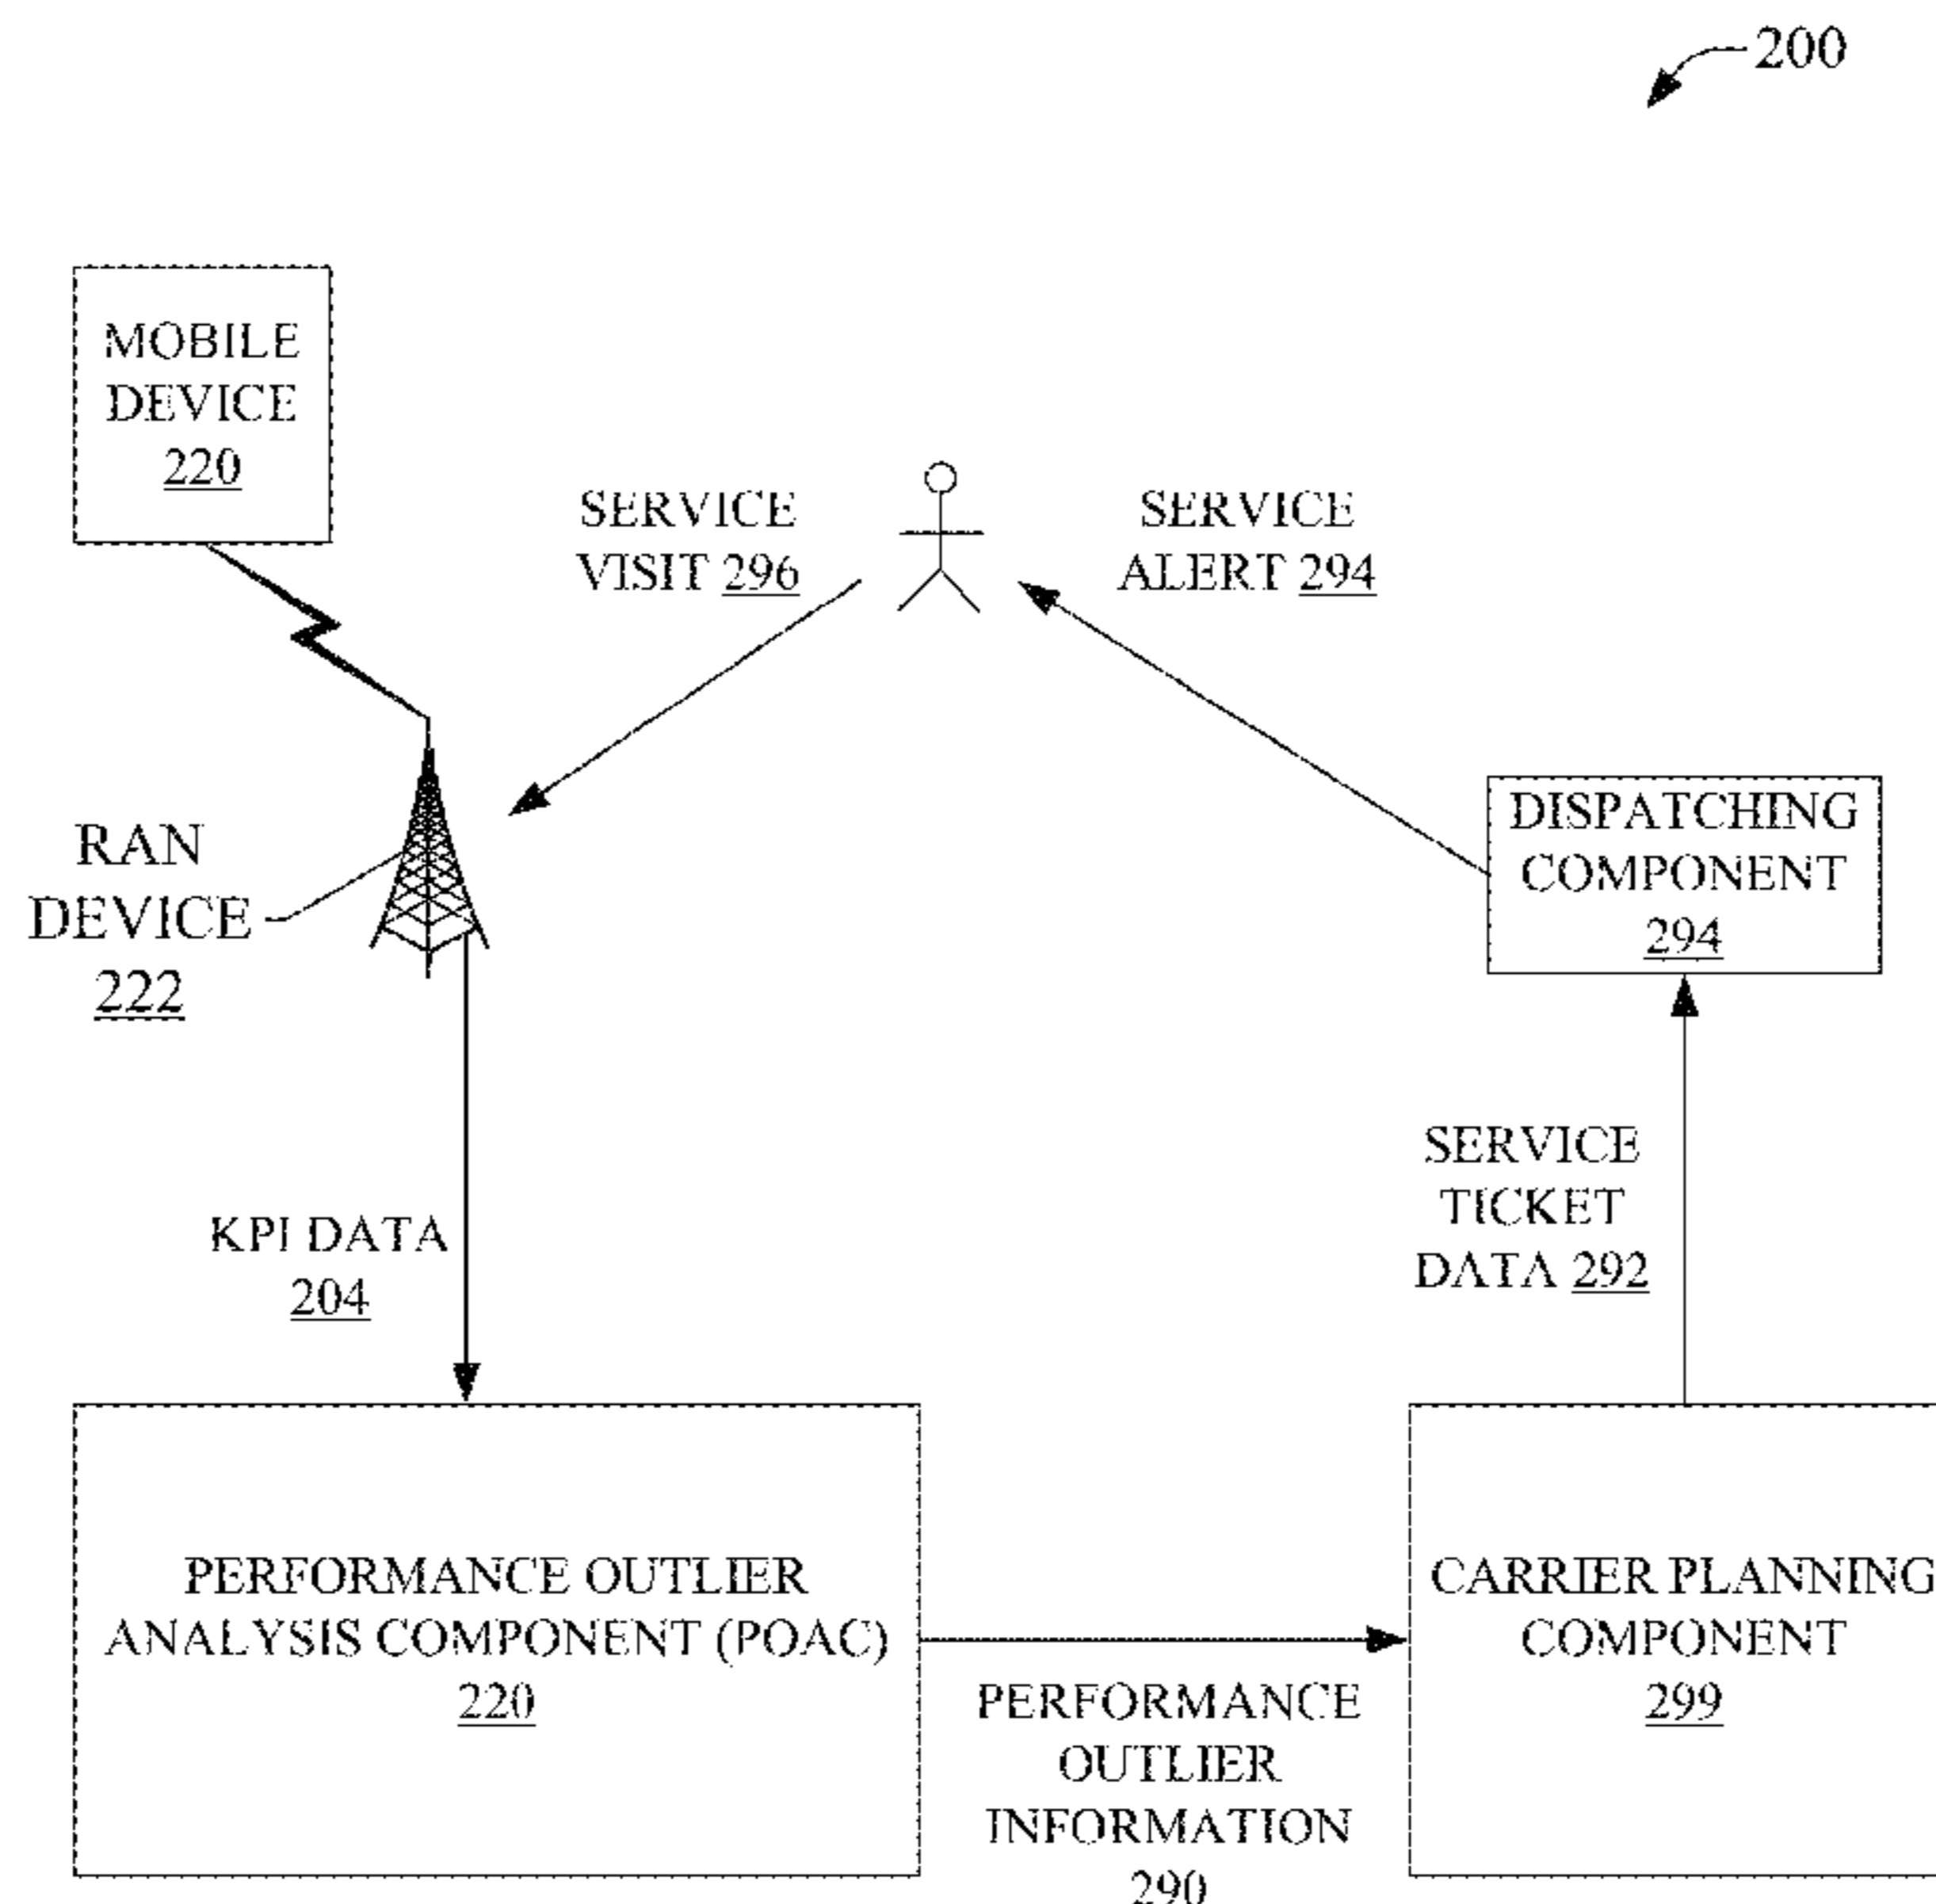 200
MOBILE
DEVICE
220
SERVICE
VISIT 296
SERVICE
ALERT 294
RAN
DEVICE
222
DISPATCHING
COMPONENT
294
KPI DATA
204
SERVICE
TICKET
DATA 292
PERFORMANCE OUTLIER
ANALYSIS COMPONENT (POAC)
220
PERFORMANCE
OUTLIER
INFORMATION
290
CARRIER PLANNING
COMPONENT
299